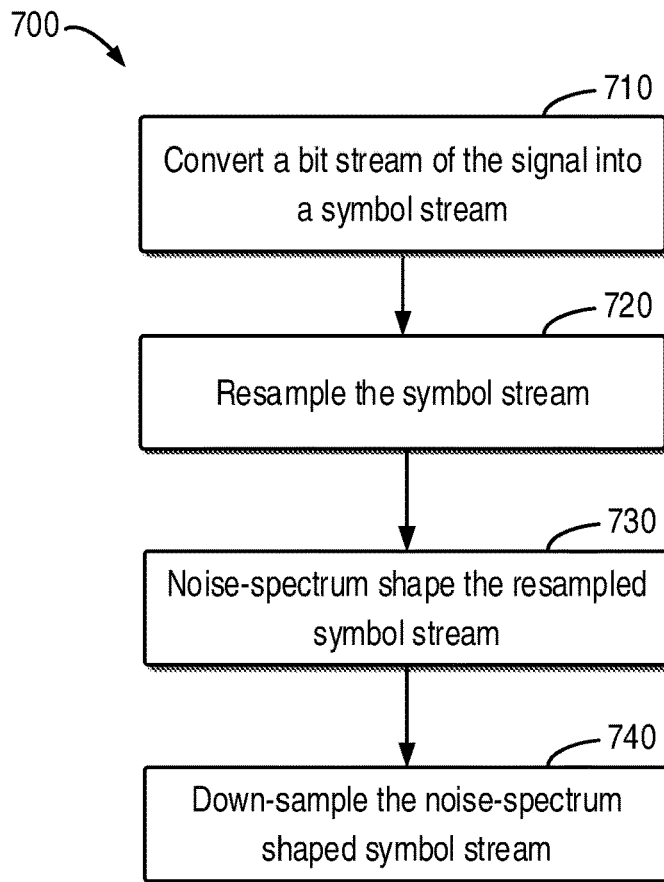 700
710
Convert a bit stream of the signal into
a symbol stream
720
Resample the symbol stream
730
Noise-spectrum shape the resampled
symbol stream
740
Down-sample the noise-spectrum
shaped symbol stream